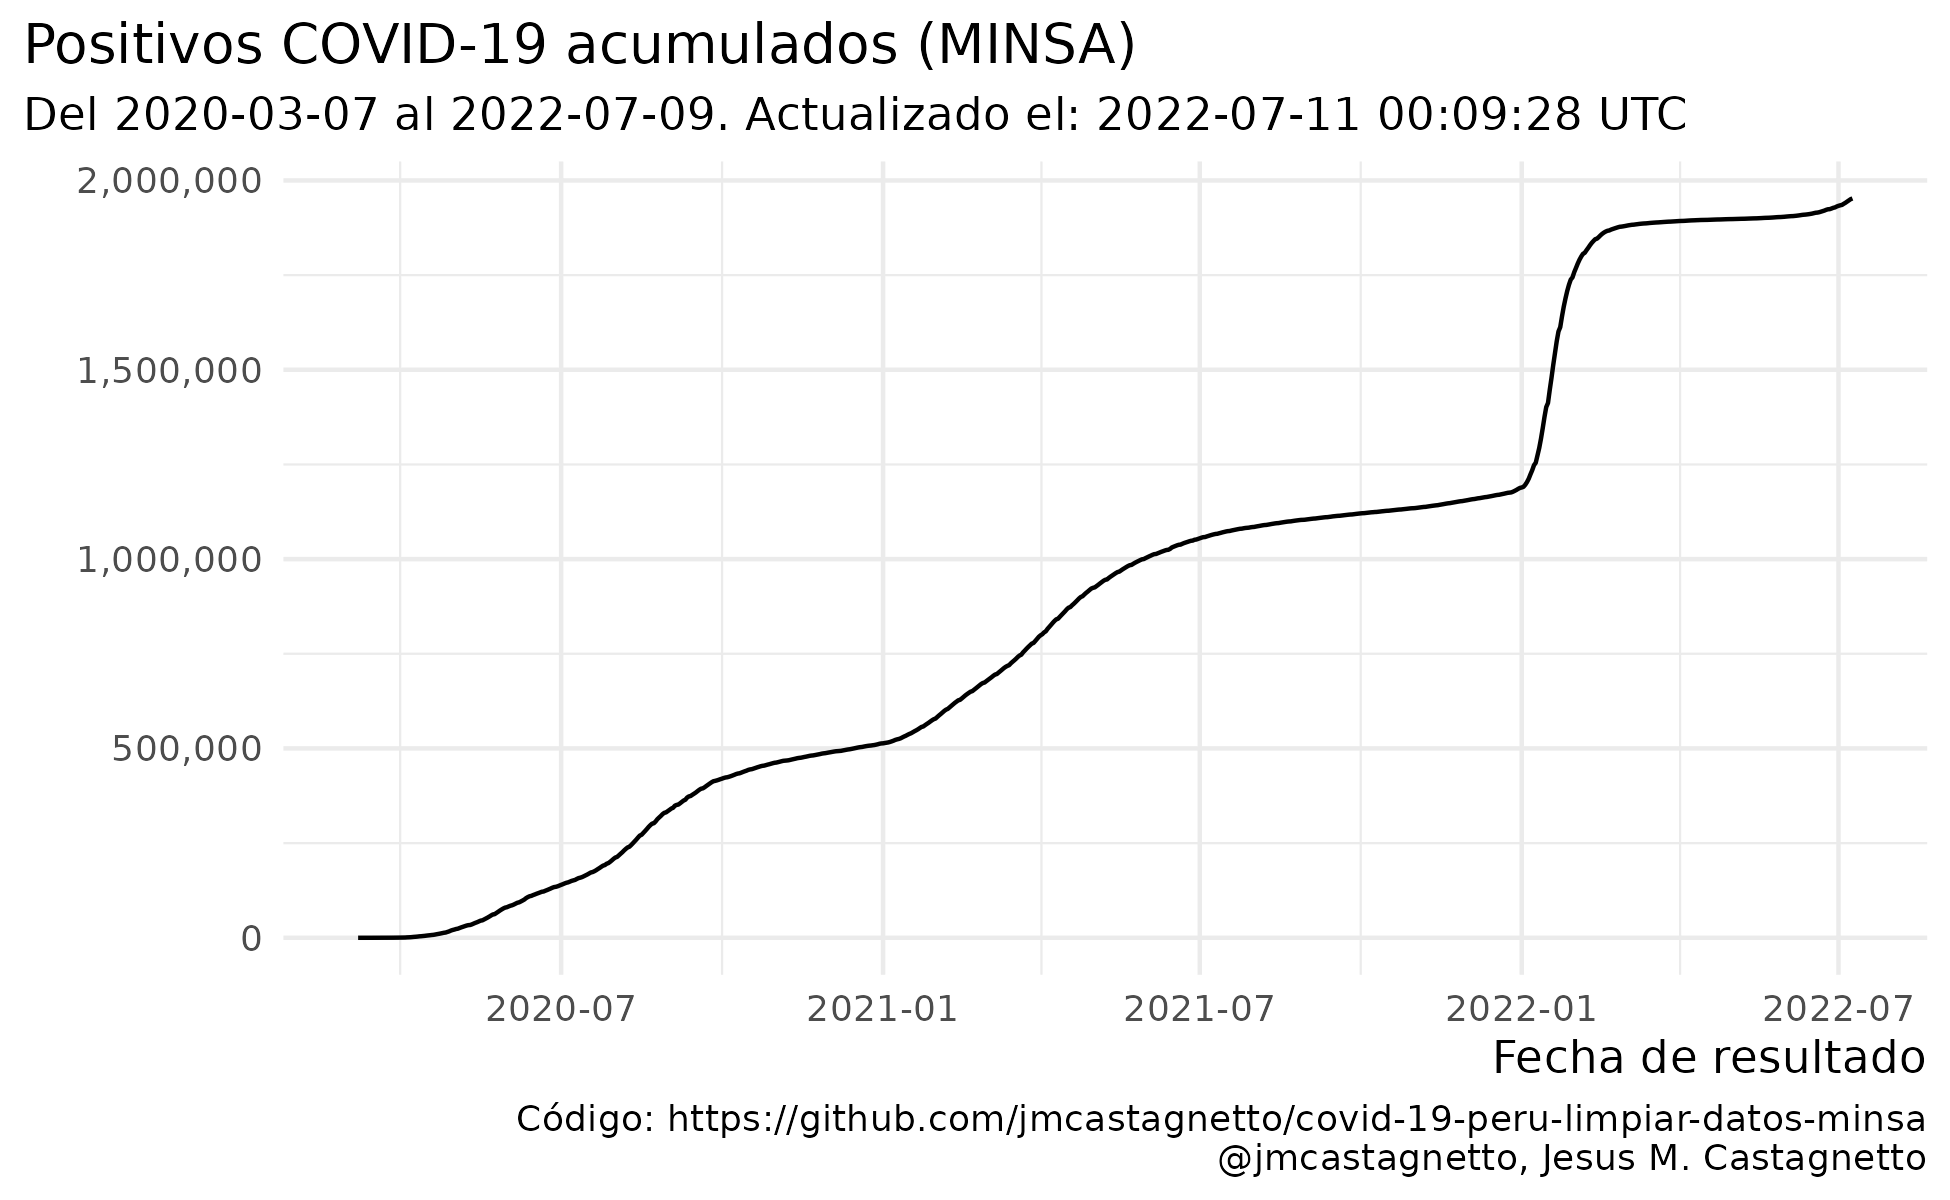 Positivos COVID-19 acumulados (MINSA)
Del 2020-03-07 al 2022-07-09. Actualizado el: 2022-07-11 00:09:28 UTC
2,000,000
1,500,000
1,000,000
500,000
0
2020-07 2021-01 2021-07 2022-01 2022-07
Fecha de resultado
Código: https://github.com/jmcastagnetto/covid-19-peru-limpiar-datos-minsa
@jmcastagnetto, Jesus M. Castagnetto